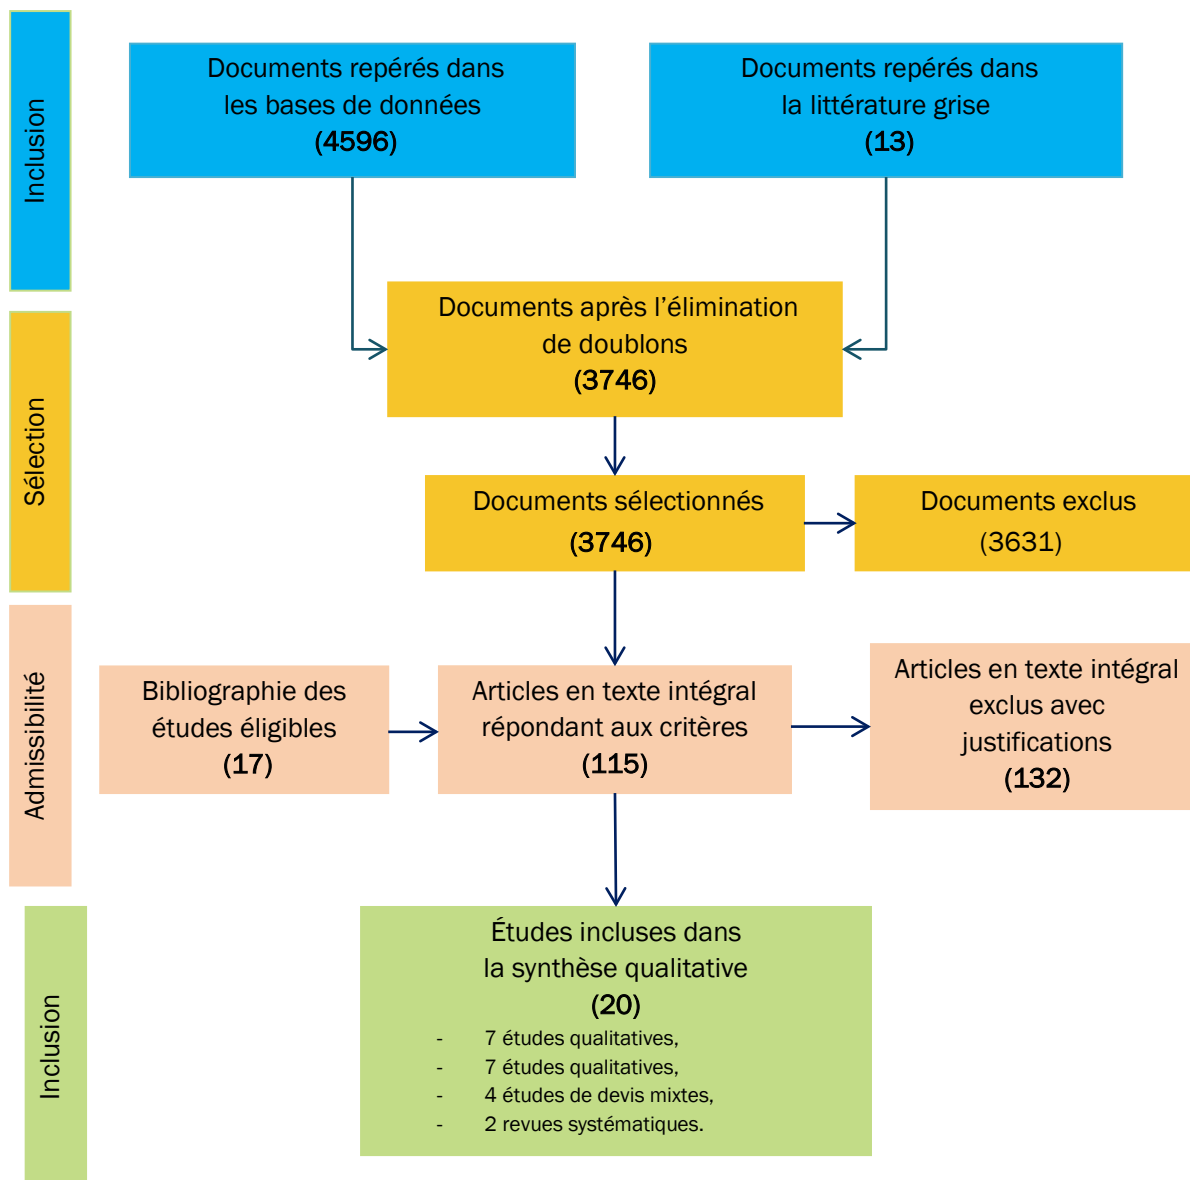 Inclusion
Documents repérés dans
les bases de données
(4596)
Documents repérés dans
la littérature grise
(13)
Sélection
Documents après l’élimination
de doublons
(3746)
Documents sélectionnés
(3746)
Documents exclus
(3631)
Admissibilité
Bibliographie des
études éligibles
(17)
Articles en texte intégral
répondant aux critères
(115)
Articles en texte intégral
exclus avec
justifications
(132)
Inclusion
Études incluses dans
la synthèse qualitative
(20)
- 7 études qualitatives,
- 7 études qualitatives,
- 4 études de devis mixtes,
- 2 revues systématiques.